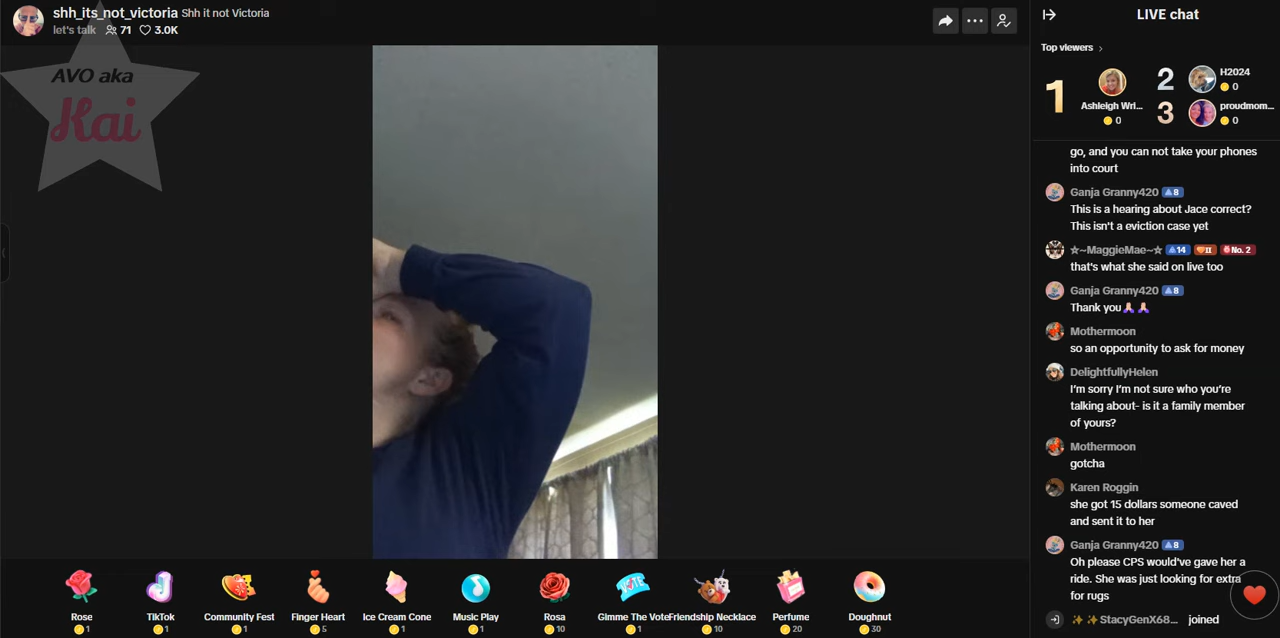 shh_its_not_victoria Shh it not Victoria
let's talk 71 3.0K
AVO aka
Kai
LIVE chat
Top viewers
1 Ashleigh Wri... 0
2 H2024 0
3 proudmom... 0
go, and you can not take your phones
into court
Ganja Granny420 8
This is a hearing about Jace correct?
This isn't a eviction case yet
☆~MaggieMae~☆ 14 II No. 2
that's what she said on live too
Ganja Granny420 8
Thank you🙏🏻🙏🏻
Mothermoon
so an opportunity to ask for money
DelightfullyHelen
I'm sorry I'm not sure who you're
talking about- is it a family member
of yours?
Mothermoon
gotcha
Karen Roggin
she got 15 dollars someone caved
and sent it to her
Ganja Granny420 8
Oh please CPS would've gave her a
ride. She was just looking for extra
for rugs
✨✨StacyGenX68... joined
Rose TikTok Community Fest Finger Heart Ice Cream Cone Music Play Rosa Gimme The Vote Friendship Necklace Perfume Doughnut
1 1 1 5 1 1 10 1 10 20 30